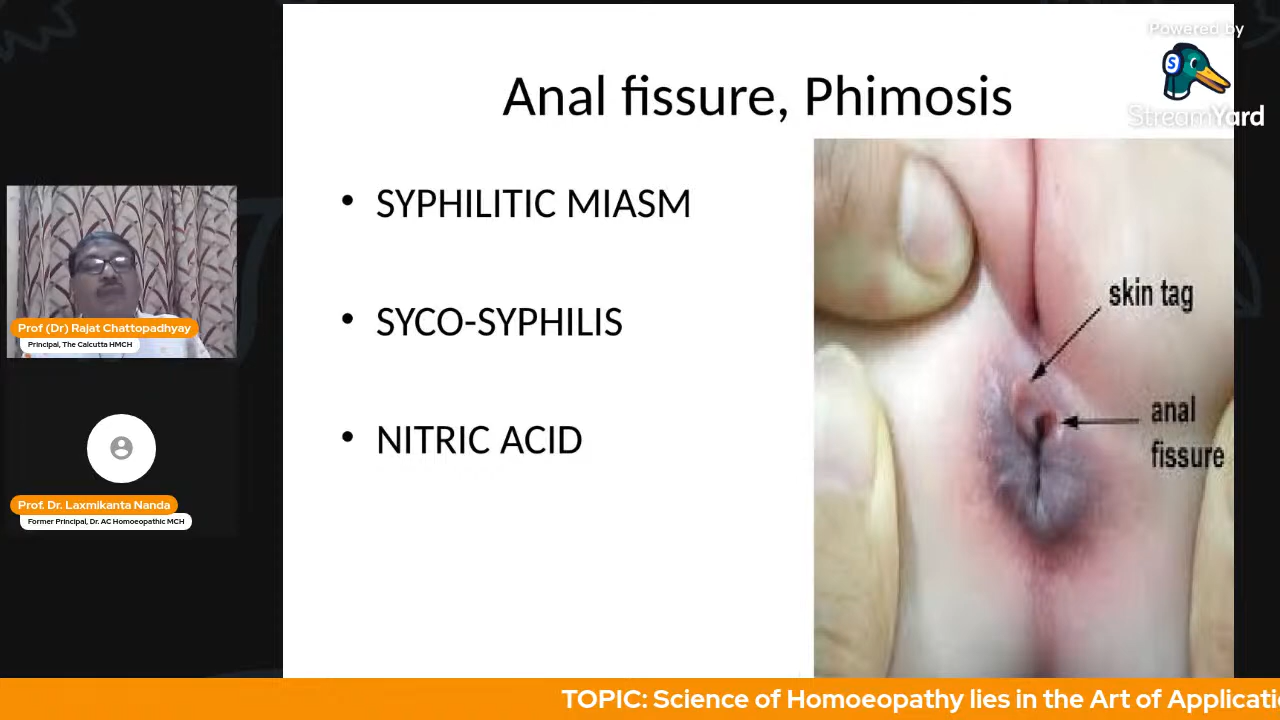 Powered by
StreamYard
Anal fissure, Phimosis
• SYPHILITIC MIASM
• SYCO-SYPHILIS
• NITRIC ACID
skin tag
anal
fissure
Prof (Dr) Rajat Chattopadhyay
Principal, The Calcutta HMCH
Prof. Dr. Laxmikanta Nanda
Former Principal, Dr. AC Homoeopathic MCH
TOPIC: Science of Homoeopathy lies in the Art of Applicati